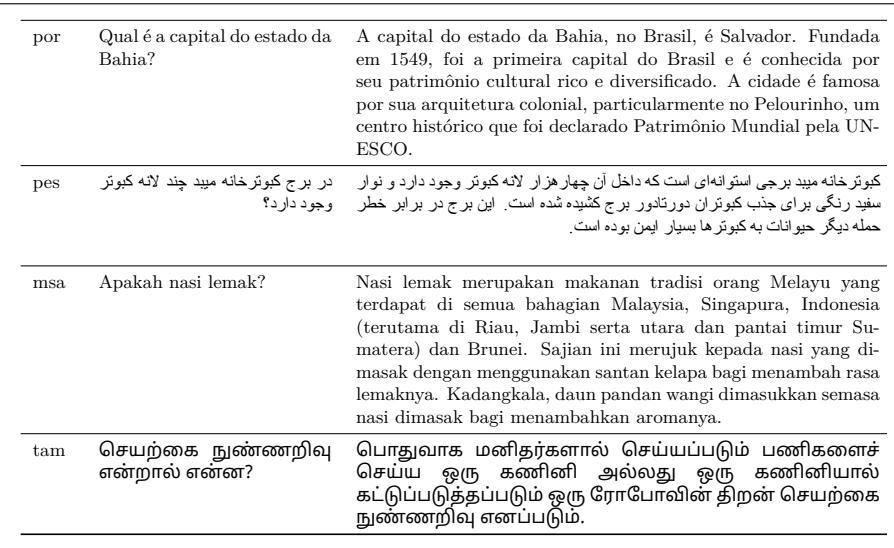 por
Qual é a capital do estado da
Bahia?
A capital do estado da Bahia, no Brasil, é Salvador. Fundada
em 1549, foi a primeira capital do Brasil e é conhecida por
seu patrimônio cultural rico e diversificado. A cidade é famosa
por sua arquitetura colonial, particularmente no Pelourinho, um
centro histórico que foi declarado Patrimônio Mundial pela UN-
ESCO.
pes
در برج کبوترخانه میبد چند لانه کبوتر
وجود دارد؟
کبوترخانه میبد برجی استوانه‌ای است که داخل آن چهارهزار لانه کبوتر وجود دارد و نوار
سفید رنگی برای جذب کبوتران دورتادور برج کشیده شده است. این برج در برابر خطر
حمله دیگر حیوانات به کبوترها بسیار ایمن بوده است.
msa
Apakah nasi lemak?
Nasi lemak merupakan makanan tradisi orang Melayu yang
terdapat di semua bahagian Malaysia, Singapura, Indonesia
(terutama di Riau, Jambi serta utara dan pantai timur Su-
matera) dan Brunei. Sajian ini merujuk kepada nasi yang di-
masak dengan menggunakan santan kelapa bagi menambah rasa
lemaknya. Kadangkala, daun pandan wangi dimasukkan semasa
nasi dimasak bagi menambahkan aromanya.
tam
செயற்கை நுண்ணறிவு
என்றால் என்ன?
பொதுவாக மனிதர்களால் செய்யப்படும் பணிகளைச்
செய்ய ஒரு கணினி அல்லது ஒரு கணினியால்
கட்டுப்படுத்தப்படும் ஒரு ரோபோவின் திறன் செயற்கை
நுண்ணறிவு எனப்படும்.